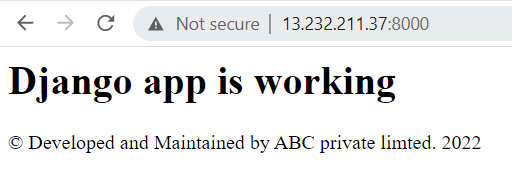 Not secure | 13.232.211.37:8000
Django app is working
© Developed and Maintained by ABC private limted. 2022